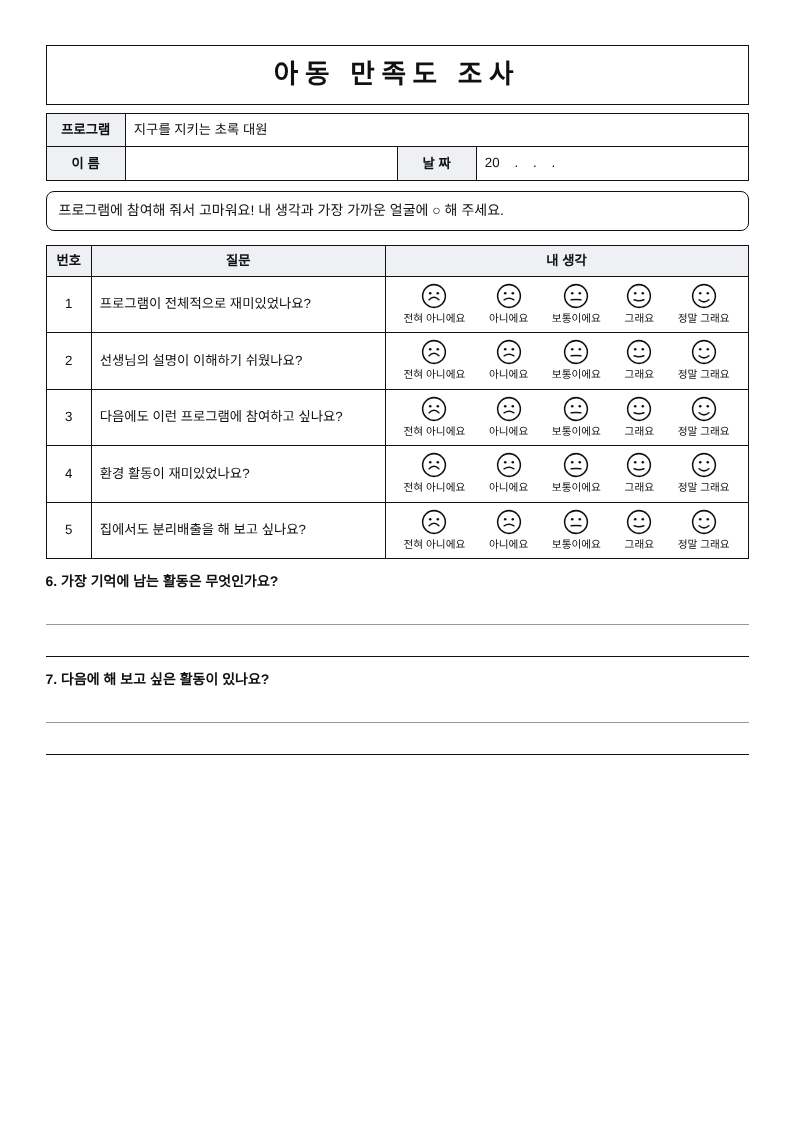 아동 만족도 조사
프로그램 지구를 지키는 초록 대원
이 름 날 짜 20 . . .
프로그램에 참여해 줘서 고마워요! 내 생각과 가장 가까운 얼굴에 ○ 해 주세요.
번호 질문 내 생각
1 프로그램이 전체적으로 재미있었나요? 전혀 아니에요 아니에요 보통이에요 그래요 정말 그래요
2 선생님의 설명이 이해하기 쉬웠나요? 전혀 아니에요 아니에요 보통이에요 그래요 정말 그래요
3 다음에도 이런 프로그램에 참여하고 싶나요? 전혀 아니에요 아니에요 보통이에요 그래요 정말 그래요
4 환경 활동이 재미있었나요? 전혀 아니에요 아니에요 보통이에요 그래요 정말 그래요
5 집에서도 분리배출을 해 보고 싶나요? 전혀 아니에요 아니에요 보통이에요 그래요 정말 그래요
6. 가장 기억에 남는 활동은 무엇인가요?
7. 다음에 해 보고 싶은 활동이 있나요?